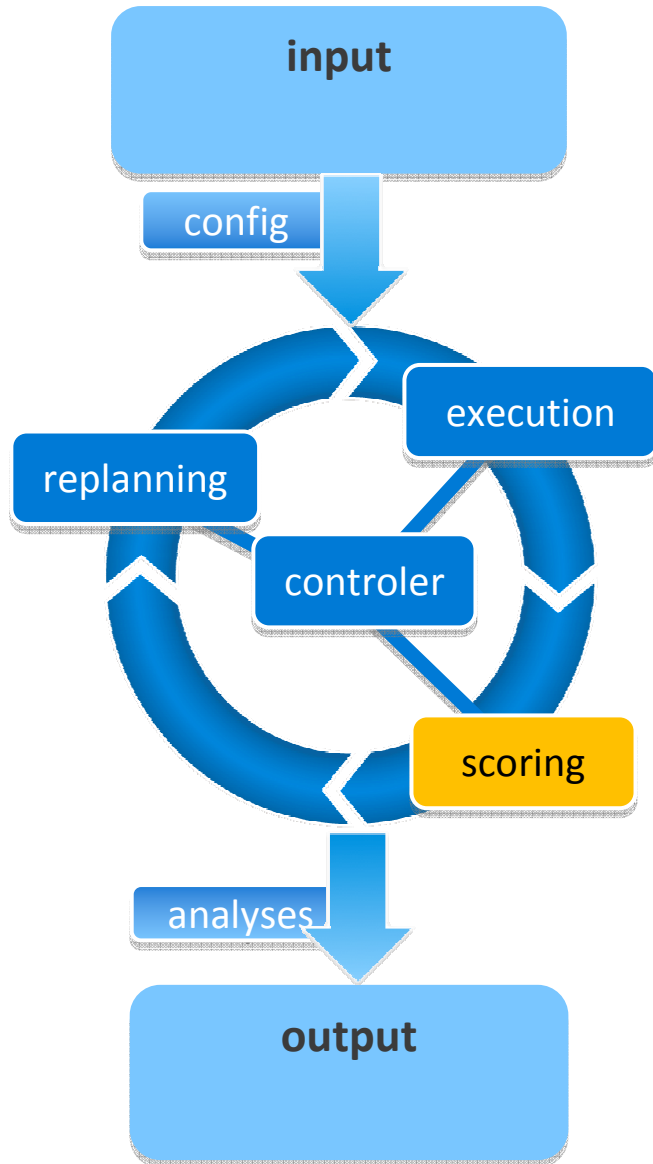 input
config
execution
replanning
controler
scoring
analyses
output